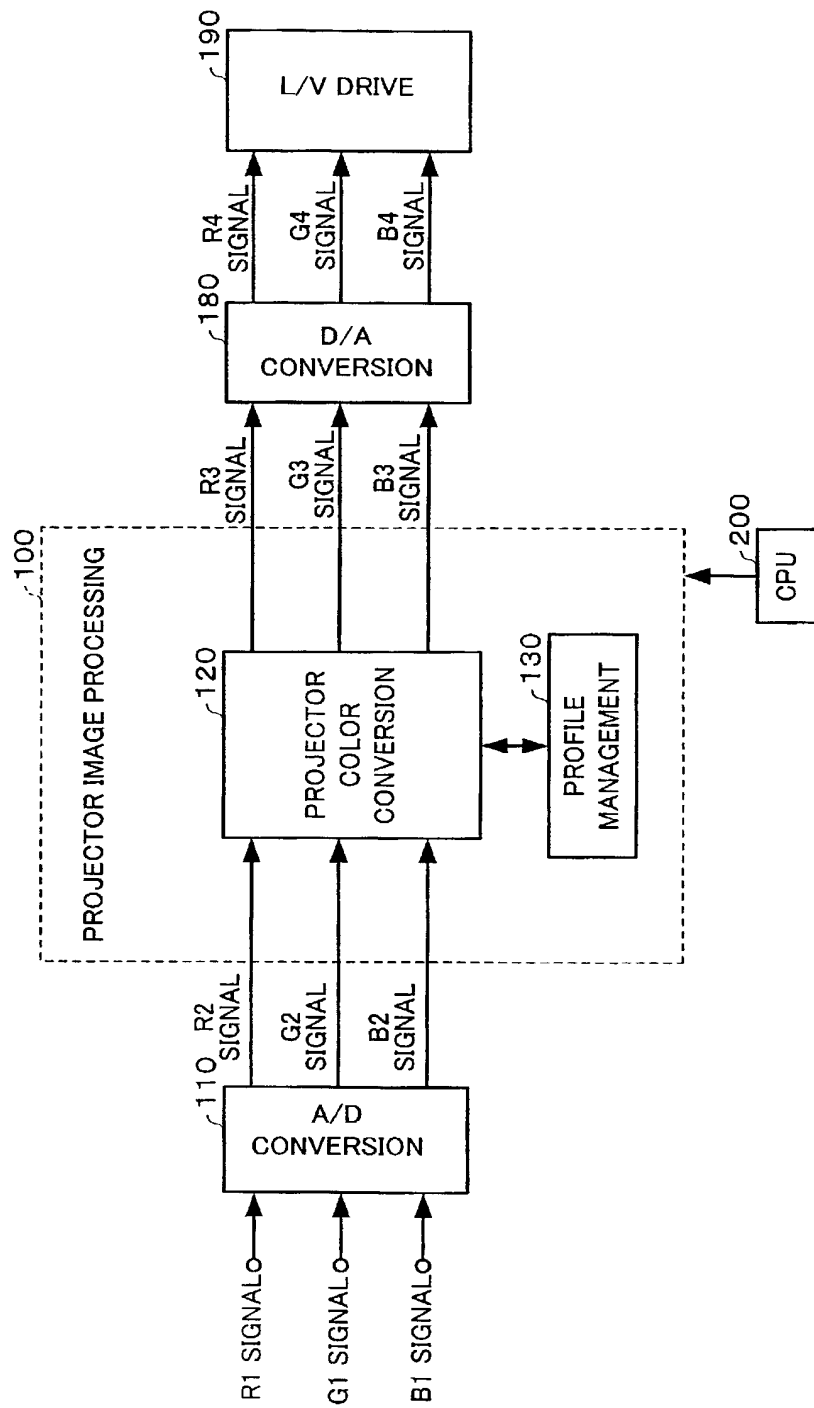 100
PROJECTOR IMAGE PROCESSING
R1 SIGNAL
G1 SIGNAL
B1 SIGNAL
110
A/D
CONVERSION
R2
SIGNAL
G2
SIGNAL
B2
SIGNAL
120
PROJECTOR
COLOR
CONVERSION
130
PROFILE
MANAGEMENT
R3
SIGNAL
G3
SIGNAL
B3
SIGNAL
180
D/A
CONVERSION
R4
SIGNAL
G4
SIGNAL
B4
SIGNAL
190
L/V DRIVE
200
CPU